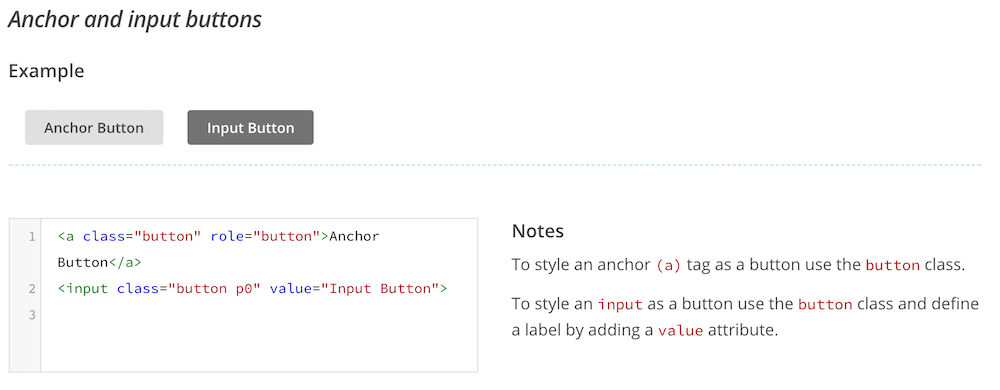 Anchor and input buttons
Example
Anchor Button
Input Button
1 <a class="button" role="button">Anchor
Button</a>
2 <input class="button p0" value="Input Button">
3
Notes
To style an anchor (a) tag as a button use the button class.
To style an input as a button use the button class and define
a label by adding a value attribute.